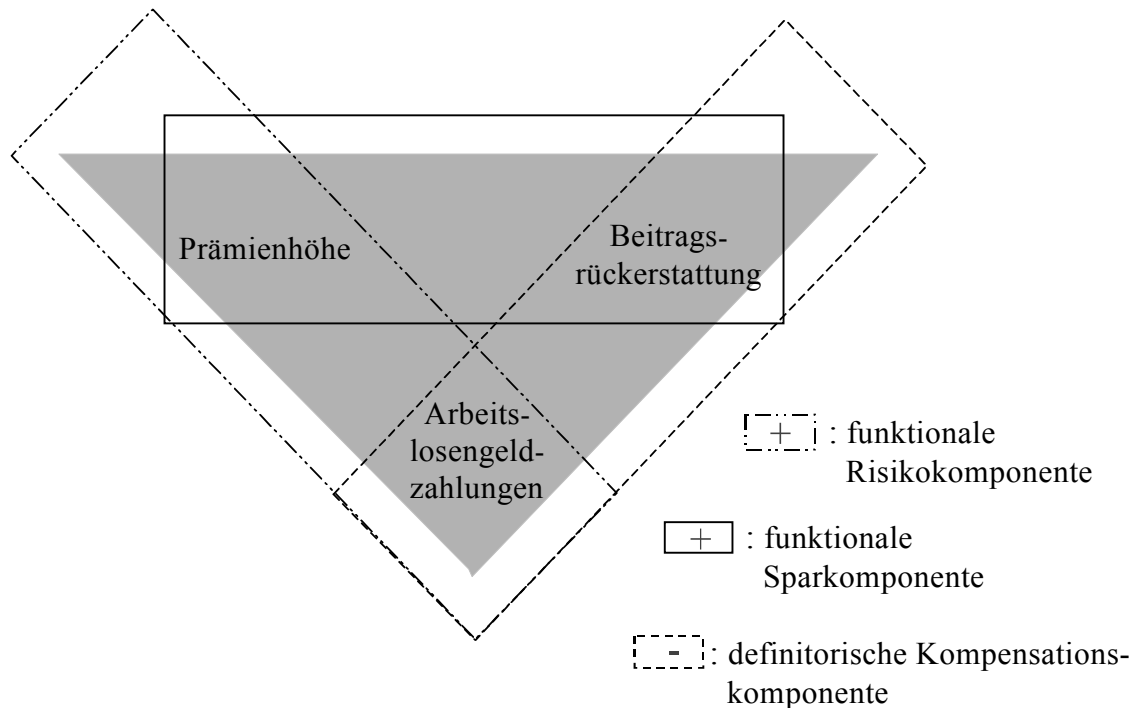 Prämienhöhe
Beitrags-
rückerstattung
Arbeits-
losengeld-
zahlungen
+ : funktionale
Risikokomponente
+ : funktionale
Sparkomponente
- : definitorische Kompensations-
komponente